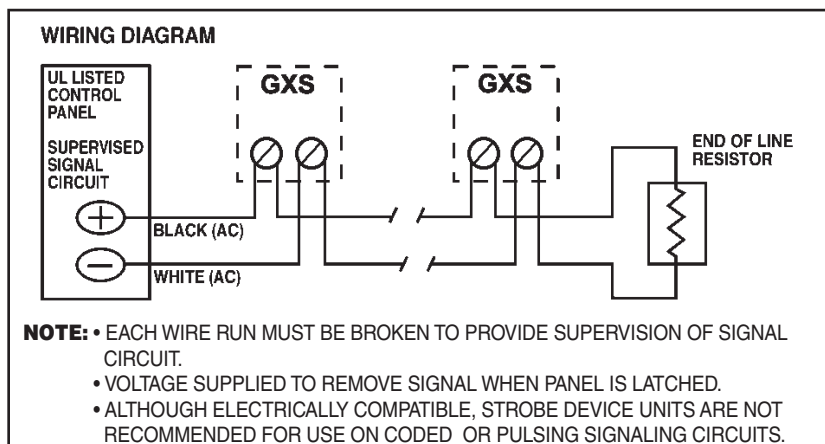 WIRING DIAGRAM
UL LISTED
CONTROL
PANEL
SUPERVISED
SIGNAL
CIRCUIT
+
−
BLACK (AC)
WHITE (AC)
GXS
GXS
END OF LINE
RESISTOR
NOTE: • EACH WIRE RUN MUST BE BROKEN TO PROVIDE SUPERVISION OF SIGNAL
CIRCUIT.
• VOLTAGE SUPPLIED TO REMOVE SIGNAL WHEN PANEL IS LATCHED.
• ALTHOUGH ELECTRICALLY COMPATIBLE, STROBE DEVICE UNITS ARE NOT
RECOMMENDED FOR USE ON CODED OR PULSING SIGNALING CIRCUITS.